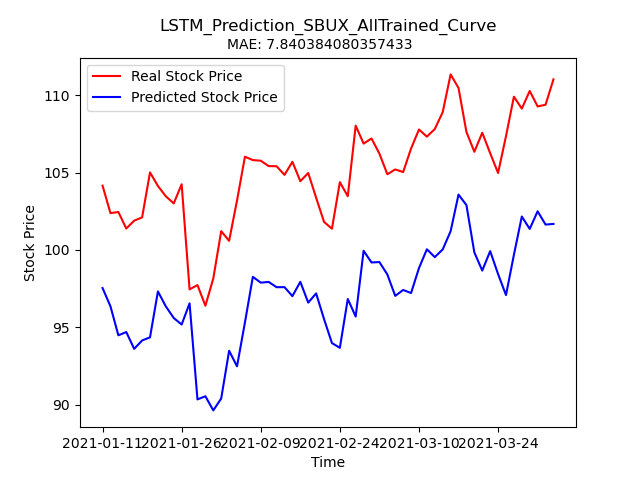 LSTM_Prediction_SBUX_AllTrained_Curve
MAE: 7.840384080357433
Real Stock Price
Predicted Stock Price
Stock Price
110
105
100
95
90
2021-01-11 2021-01-26 2021-02-09 2021-02-24 2021-03-10 2021-03-24
Time